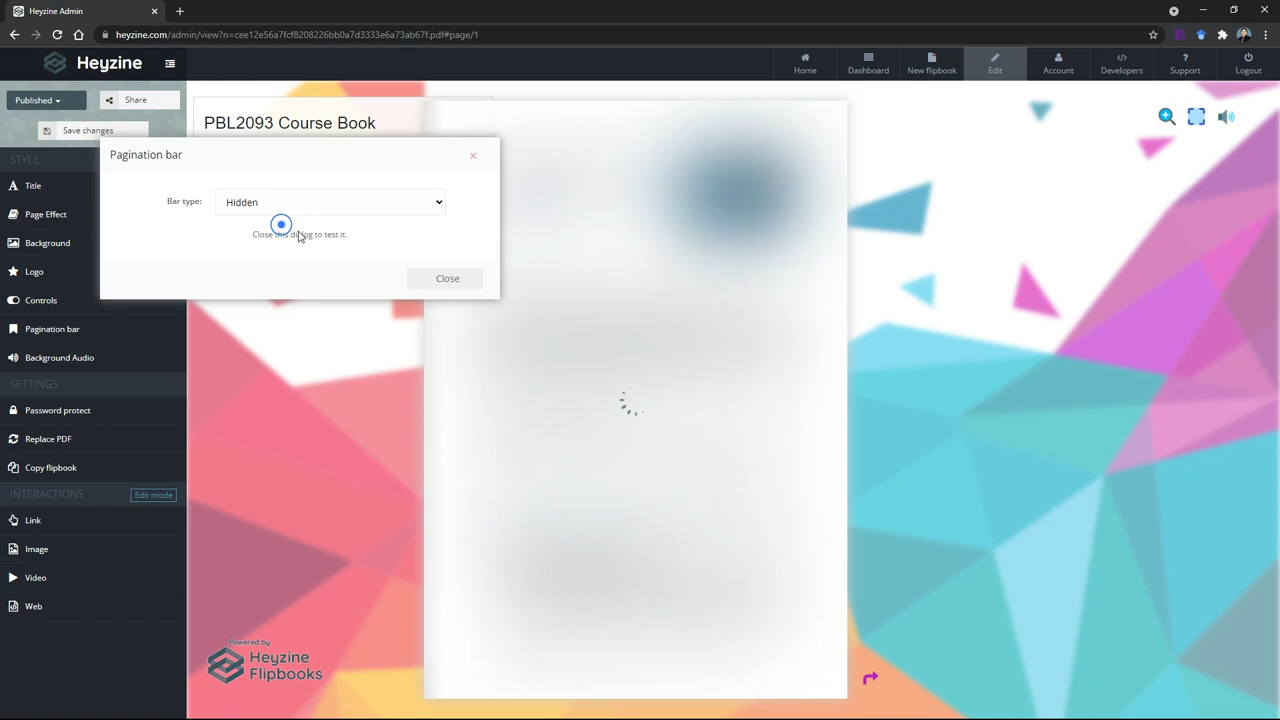 Heyzine Admin
heyzine.com/admin/view?n=cee12e56a7fcf8208226bb0a7d3333e6a73ab67f.pdf#page/1
Heyzine
Home
Dashboard
New flipbook
Edit
Account
Developers
Support
Logout
Published
Share
Save changes
PBL2093 Course Book
Pagination bar
Bar type:
Hidden
Close this dialog to test it.
Close
STYLE
Title
Page Effect
Background
Logo
Controls
Pagination bar
Background Audio
SETTINGS
Password protect
Replace PDF
Copy flipbook
INTERACTIONS
Edit mode
Link
Image
Video
Web
Powered by
Heyzine
Flipbooks